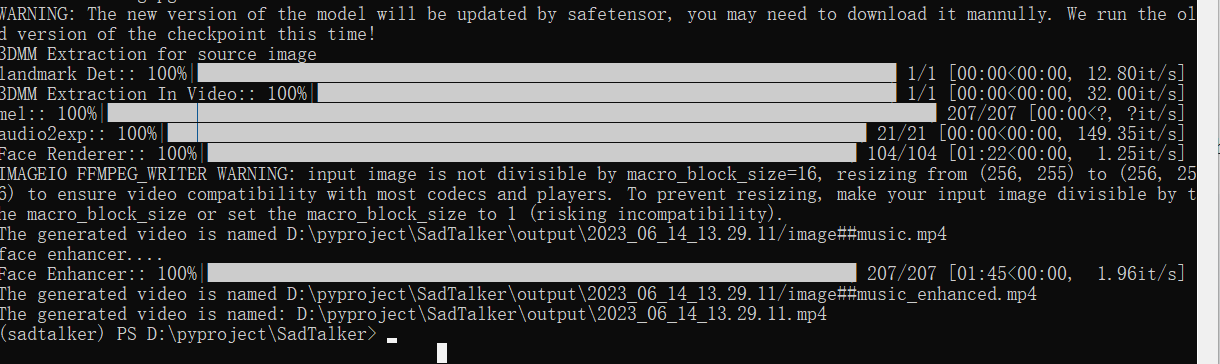 WARNING: The new version of the model will be updated by safetensor, you may need to download it mannully. We run the ol
d version of the checkpoint this time!
3DMM Extraction for source image
landmark Det:: 100%| 1/1 [00:00<00:00, 12.80it/s]
3DMM Extraction In Video:: 100%| 1/1 [00:00<00:00, 32.00it/s]
mel:: 100%| 207/207 [00:00<?, ?it/s]
audio2exp:: 100%| 21/21 [00:00<00:00, 149.35it/s]
Face Renderer:: 100%| 104/104 [01:22<00:00, 1.25it/s]
IMAGEIO FFMPEG_WRITER WARNING: input image is not divisible by macro_block_size=16, resizing from (256, 255) to (256, 25
6) to ensure video compatibility with most codecs and players. To prevent resizing, make your input image divisible by t
he macro_block_size or set the macro_block_size to 1 (risking incompatibility).
The generated video is named D:\pyproject\SadTalker\output\2023_06_14_13.29.11/image##music.mp4
face enhancer....
Face Enhancer:: 100%| 207/207 [01:45<00:00, 1.96it/s]
The generated video is named D:\pyproject\SadTalker\output\2023_06_14_13.29.11/image##music_enhanced.mp4
The generated video is named: D:\pyproject\SadTalker\output\2023_06_14_13.29.11.mp4
(sadtalker) PS D:\pyproject\SadTalker>